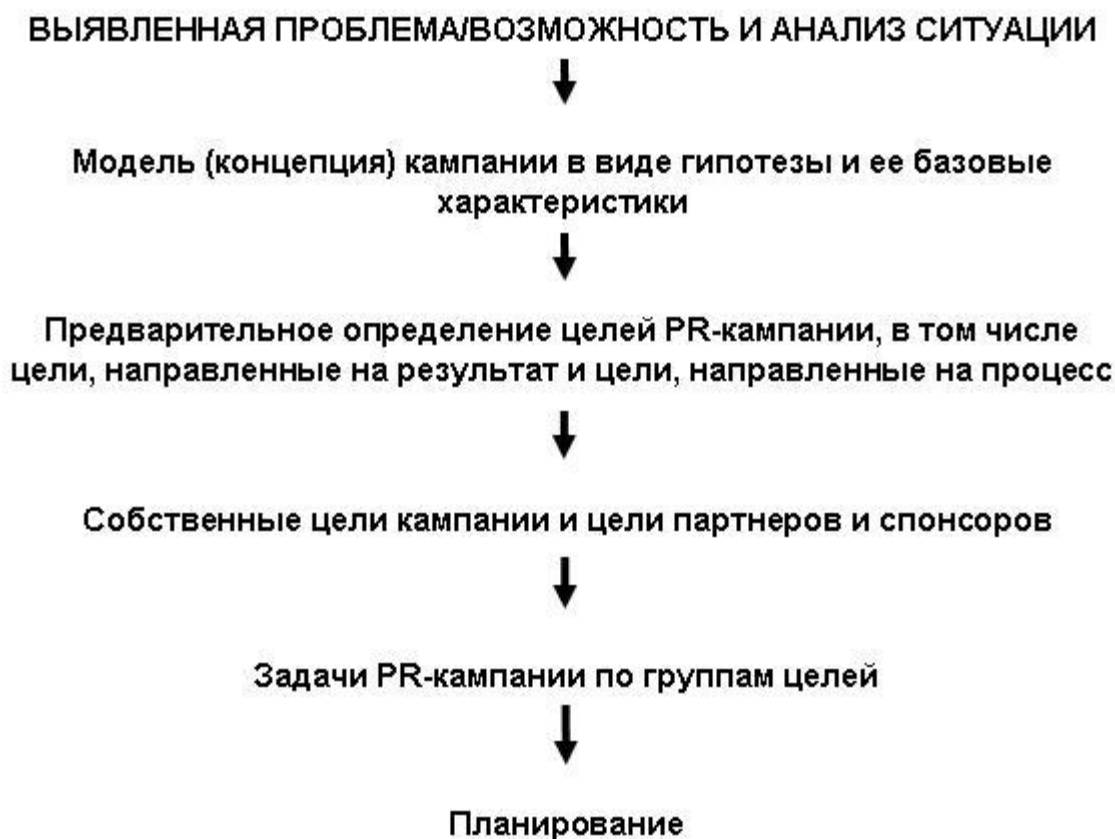 ВЫЯВЛЕННАЯ ПРОБЛЕМА/ВОЗМОЖНОСТЬ И АНАЛИЗ СИТУАЦИИ
Модель (концепция) кампании в виде гипотезы и ее базовые
характеристики
Предварительное определение целей PR-кампании, в том числе
цели, направленные на результат и цели, направленные на процесс
Собственные цели кампании и цели партнеров и спонсоров
Задачи PR-кампании по группам целей
Планирование